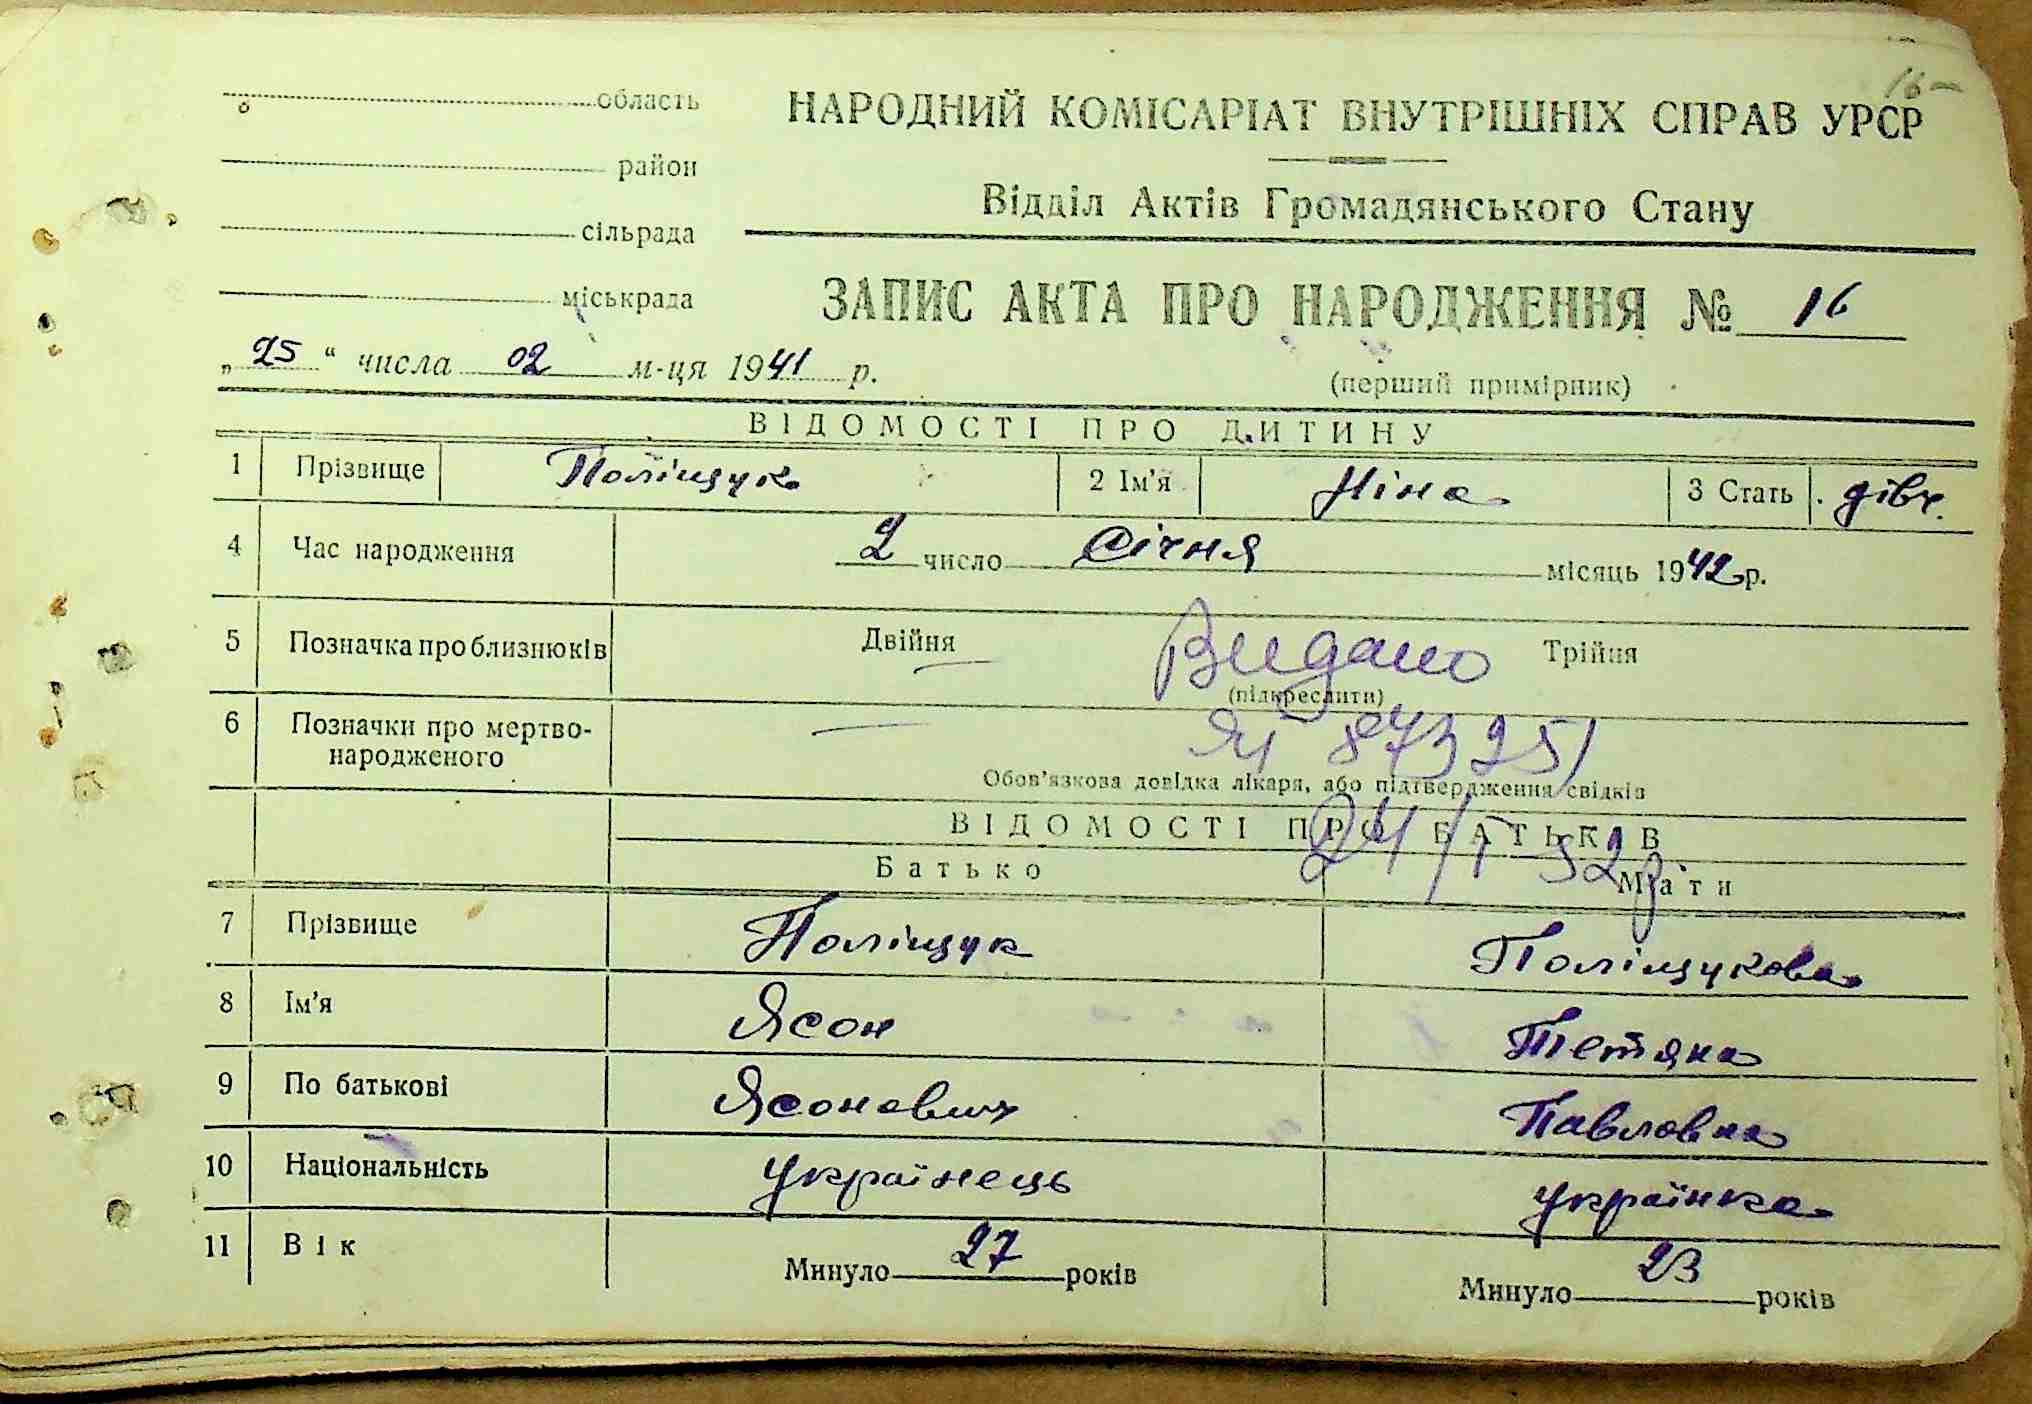 16
область
НАРОДНИЙ КОМІСАРІАТ ВНУТРІШНІХ СПРАВ УРСР
район
Відділ Актів Громадянського Стану
сільрада
міськрада
ЗАПИС АКТА ПРО НАРОДЖЕННЯ № 16
„25“ числа 02 м-ця 1941 р.
(перший примірник)
ВІДОМОСТІ ПРО ДИТИНУ
1 Прізвище Поліщук 2 Ім'я Ніна 3 Стать дівч.
4 Час народження 2 число Січня місяць 1942 р.
5 Позначка про близнюків Двійня Видано Трійня
(підкреслити)
6 Позначки про мертво-
народженого
873251
Обов'язкова довідка лікаря, або підтвердження свідків
ВІДОМОСТІ ПРО БАТЬКІВ
24/I 52р
Батько Мати
7 Прізвище Поліщук Поліщукова
8 Ім'я Ясон Тетяна
9 По батькові Ясонович Павловна
10 Національність українець українка
11 Вік Минуло 27 років Минуло 23 років